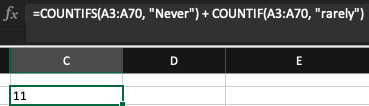 fx =COUNTIFS(A3:A70, "Never") + COUNTIF(A3:A70, "rarely")
C D E
11